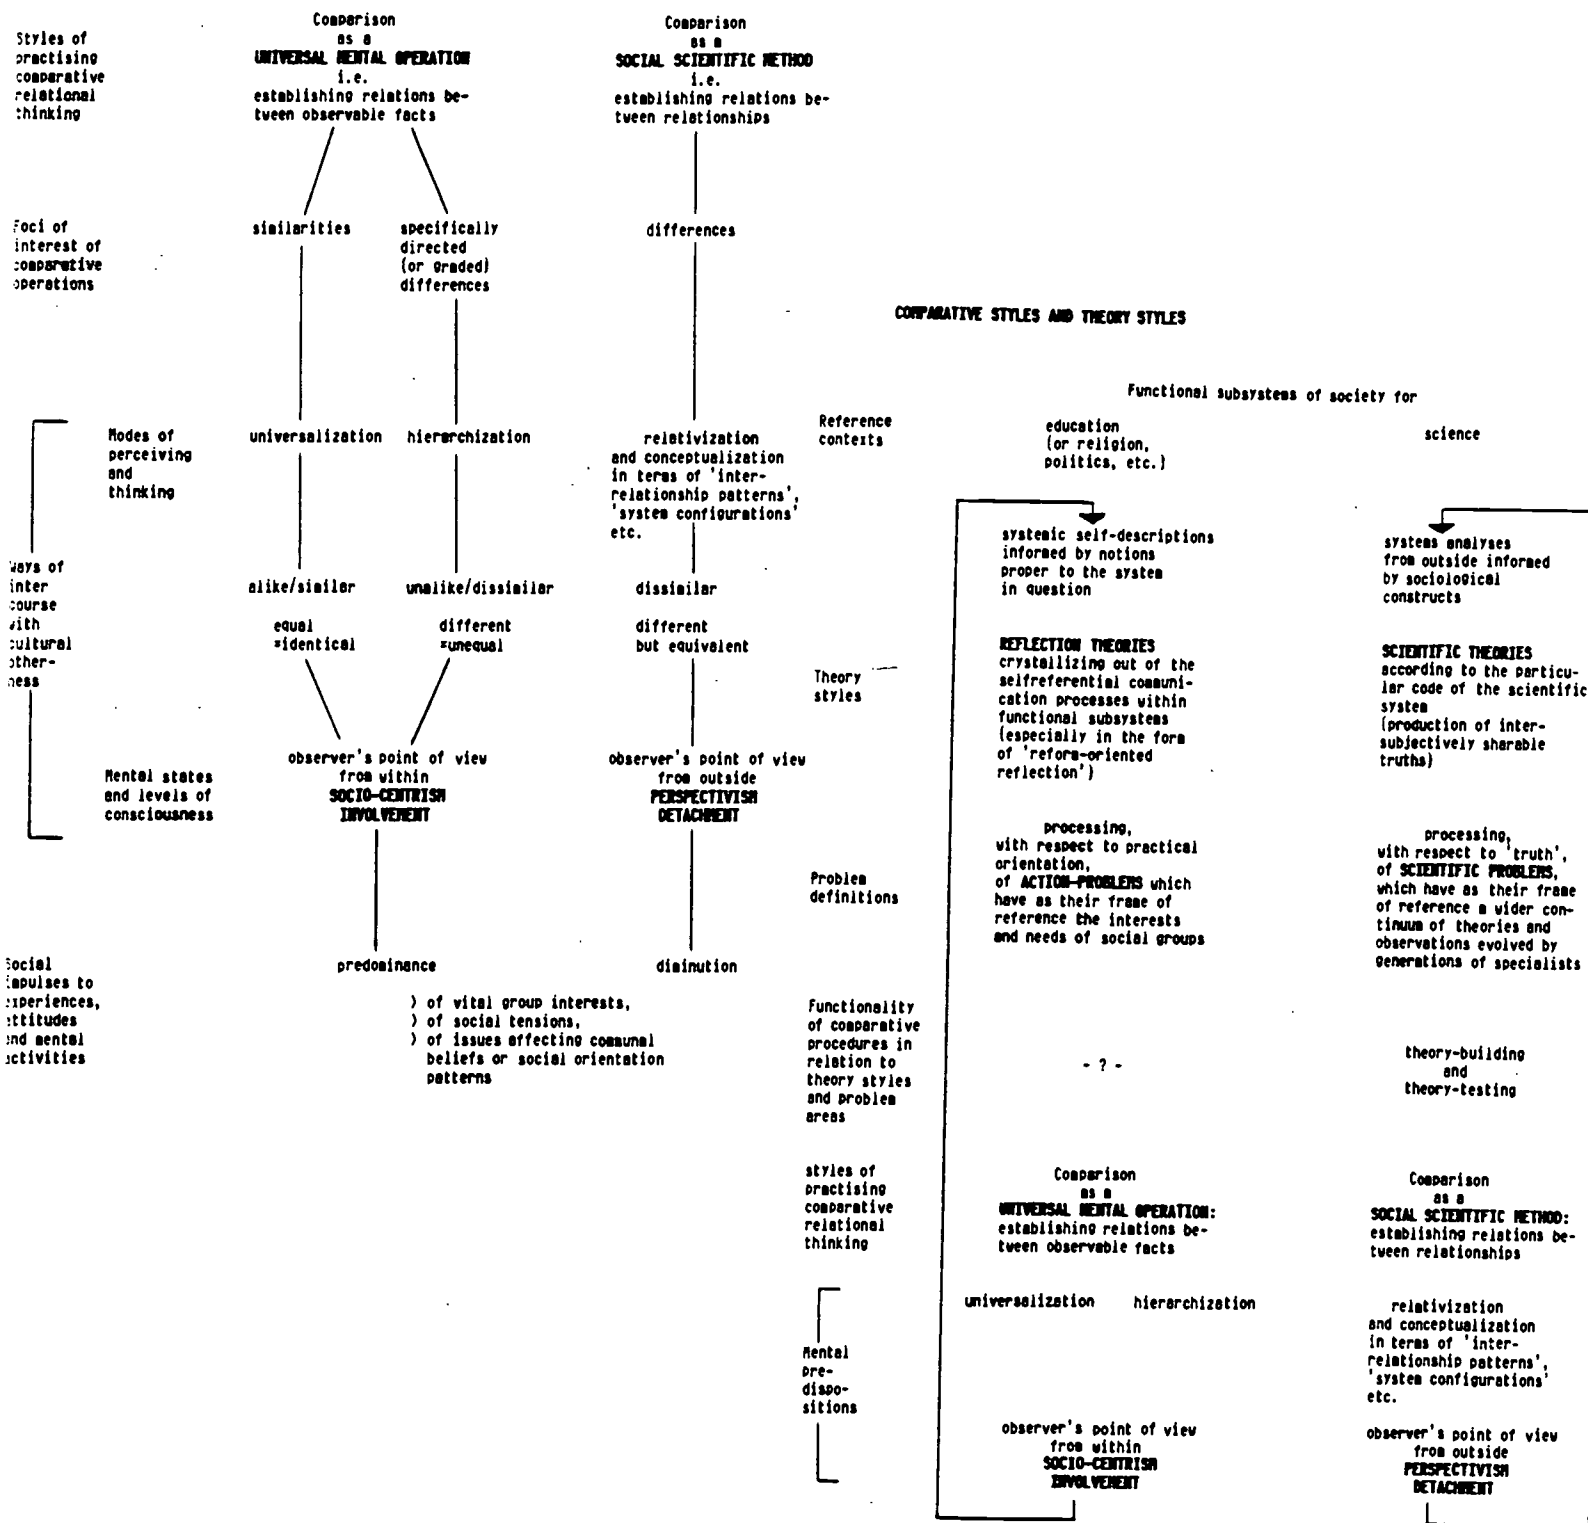 Styles of
practising
comparative
relational
thinking
Comparison
as a
UNIVERSAL MENTAL OPERATION
i.e.
establishing relations be-
tween observable facts
Comparison
as a
SOCIAL SCIENTIFIC METHOD
i.e.
establishing relations be-
tween relationships
Foci of
interest of
comparative
operations
similarities
specifically
directed
(or graded)
differences
differences
Modes of
perceiving
and
thinking
universalization
hierarchization
relativization
and conceptualization
in terms of 'inter-
relationship patterns',
'system configurations'
etc.
Ways of
inter
course
with
cultural
other-
ness
alike/similar
unalike/dissimilar
dissimilar
equal
=identical
different
=unequal
different
but equivalent
Mental states
and levels of
consciousness
observer's point of view
from within
SOCIO-CENTRISM
INVOLVEMENT
observer's point of view
from outside
PERSPECTIVISM
DETACHMENT
Social
impulses to
experiences,
attitudes
and mental
activities
predominance
diminution
) of vital group interests,
) of social tensions,
) of issues affecting communal
beliefs or social orientation
patterns
COMPARATIVE STYLES AND THEORY STYLES
Functional subsystems of society for
Reference
contexts
education
(or religion,
politics, etc.)
science
systemic self-descriptions
informed by notions
proper to the system
in question
systems analyses
from outside informed
by sociological
constructs
Theory
styles
REFLECTION THEORIES
crystallizing out of the
selfreferential communi-
cation processes within
functional subsystems
(especially in the form
of 'reform-oriented
reflection')
SCIENTIFIC THEORIES
according to the particu-
lar code of the scientific
system
(production of inter-
subjectively sharable
truths)
Problem
definitions
processing,
with respect to practical
orientation,
of ACTION-PROBLEMS which
have as their frame of
reference the interests
and needs of social groups
processing,
with respect to 'truth',
of SCIENTIFIC PROBLEMS,
which have as their frame
of reference a wider con-
tinuum of theories and
observations evolved by
generations of specialists
Functionality
of comparative
procedures in
relation to
theory styles
and problem
areas
- ? -
theory-building
and
theory-testing
styles of
practising
comparative
relational
thinking
Comparison
as a
UNIVERSAL MENTAL OPERATION:
establishing relations be-
tween observable facts
Comparison
as a
SOCIAL SCIENTIFIC METHOD:
establishing relations be-
tween relationships
Mental
pre-
dispo-
sitions
universalization
hierarchization
relativization
and conceptualization
in terms of 'inter-
relationship patterns',
'system configurations'
etc.
observer's point of view
from within
SOCIO-CENTRISM
INVOLVEMENT
observer's point of view
from outside
PERSPECTIVISM
DETACHMENT